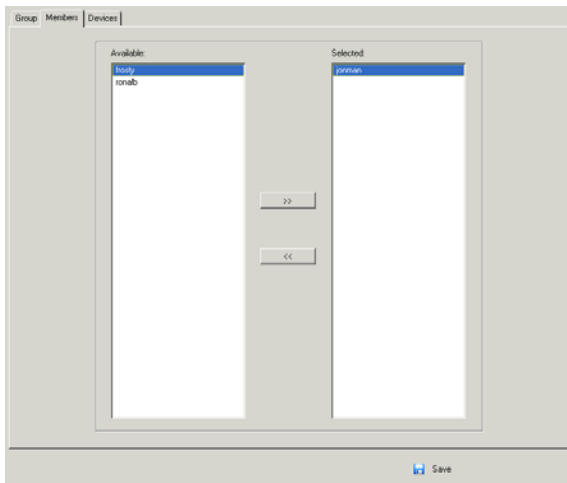 Group Members Devices
Available: Selected:
frosty jonman
ronalb
>>
<<
Save